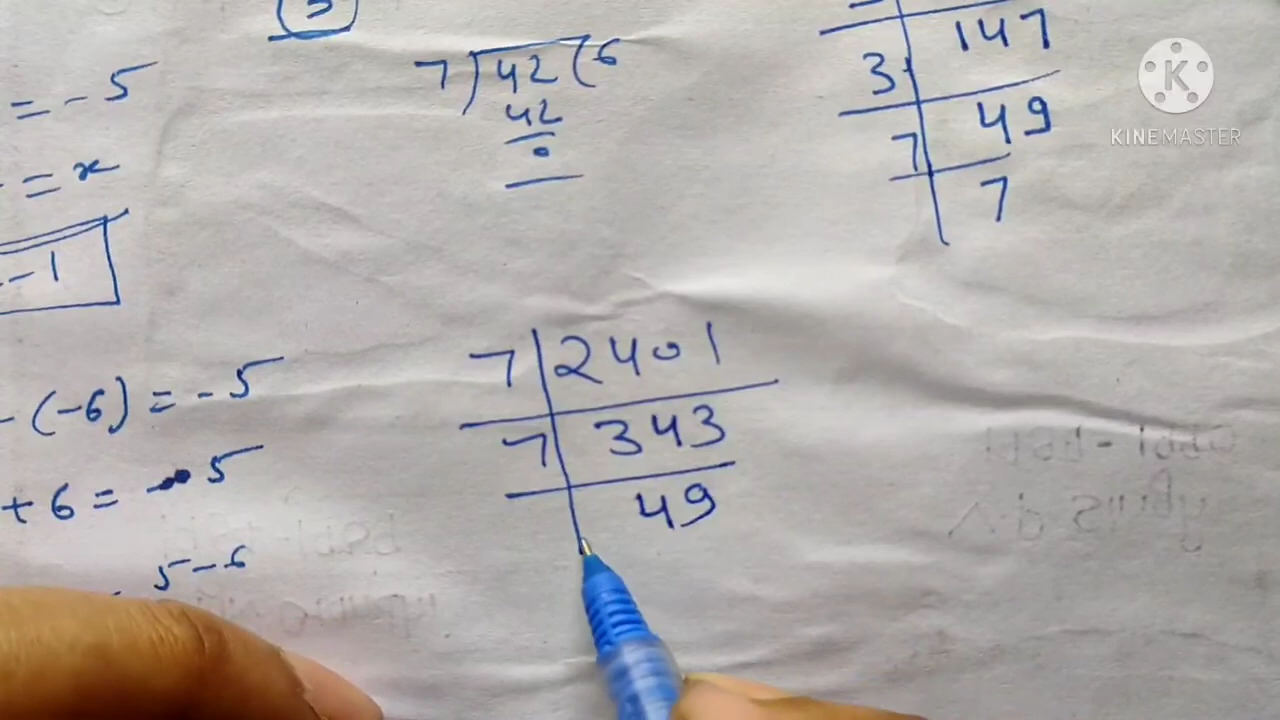 5
= - 5
= x
- 1
7 ) 42 ( 6
42
0
147
3 49
7 7
KINEMASTER
- (-6) = - 5
+ 6 = - 5
5 - 6
7 2401
7 343
49